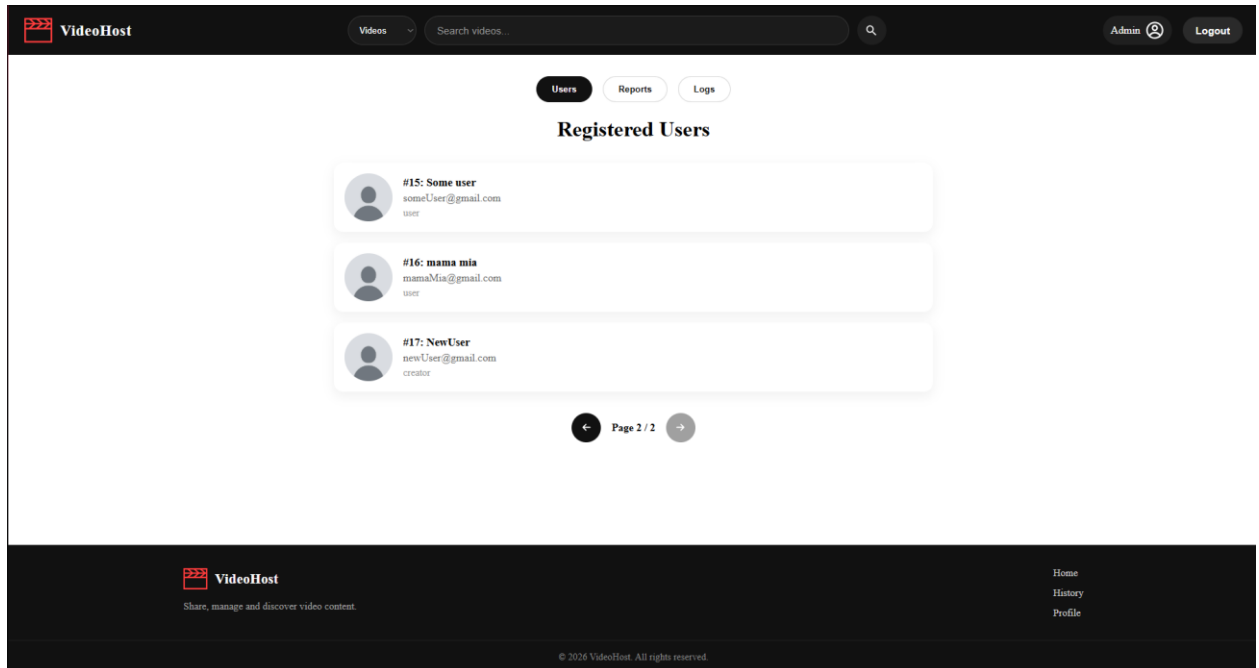 VideoHost
Videos
Search videos...
Admin
Logout
Users
Reports
Logs
Registered Users
#15: Some user
someUser@gmail.com
user
#16: mama mia
mamaMia@gmail.com
user
#17: NewUser
newUser@gmail.com
creator
Page 2 / 2
VideoHost
Share, manage and discover video content.
Home
History
Profile
© 2026 VideoHost. All rights reserved.